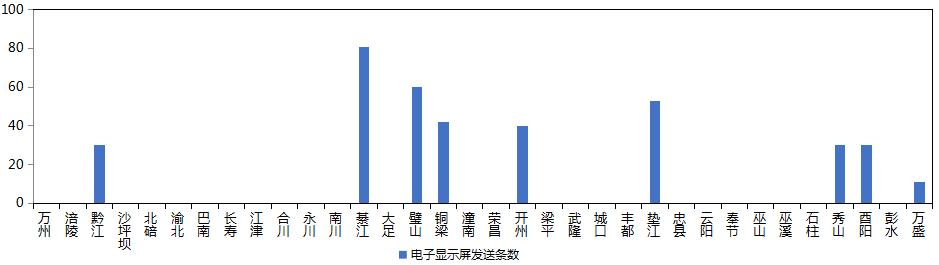 100
80
60
40
20
0
万州
涪陵
黔江
沙坪坝
北碚
渝北
巴南
长寿
江津
合川
永川
南川
綦江
大足
璧山
铜梁
潼南
荣昌
开州
梁平
武隆
城口
丰都
垫江
忠县
云阳
奉节
巫山
巫溪
石柱
秀山
酉阳
彭水
万盛
电子显示屏发送条数